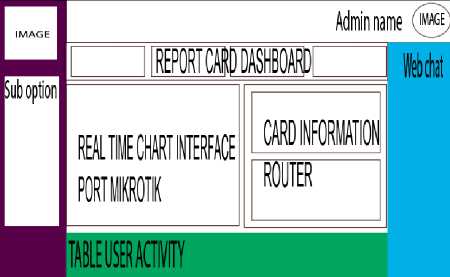 Admin name
IMAGE
IMAGE
REPORT CARD DASHBOARD
Web chat
Sub option
REAL TIME CHART INTERFACE
PORT MIKROTIK
CARD INFORMATION
ROUTER
TABLE USER ACTIVITY